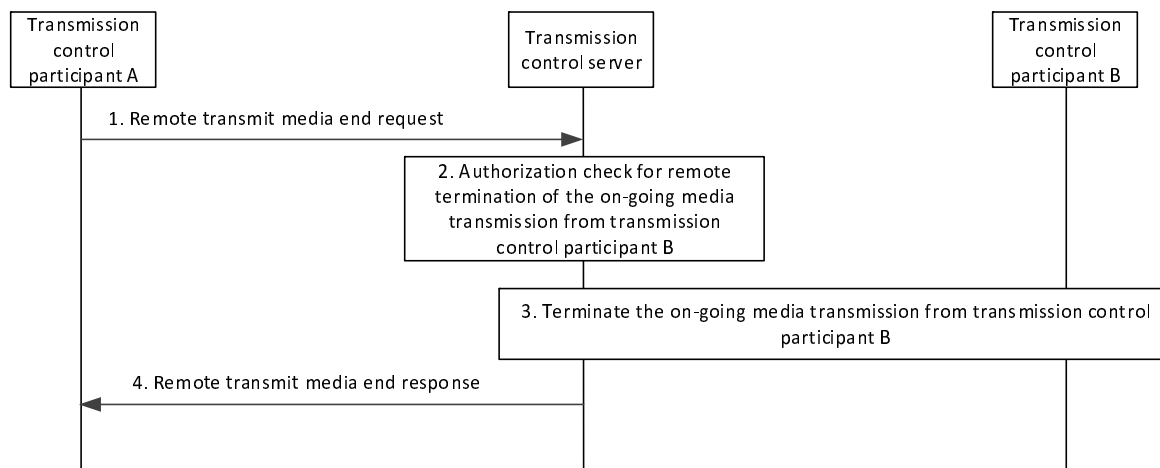 Transmission
control
participant A
Transmission
control server
Transmission
control
participant B
1. Remote transmit media end request
2. Authorization check for remote
termination of the on-going media
transmission from transmission
control participant B
3. Terminate the on-going media transmission from transmission control
participant B
4. Remote transmit media end response